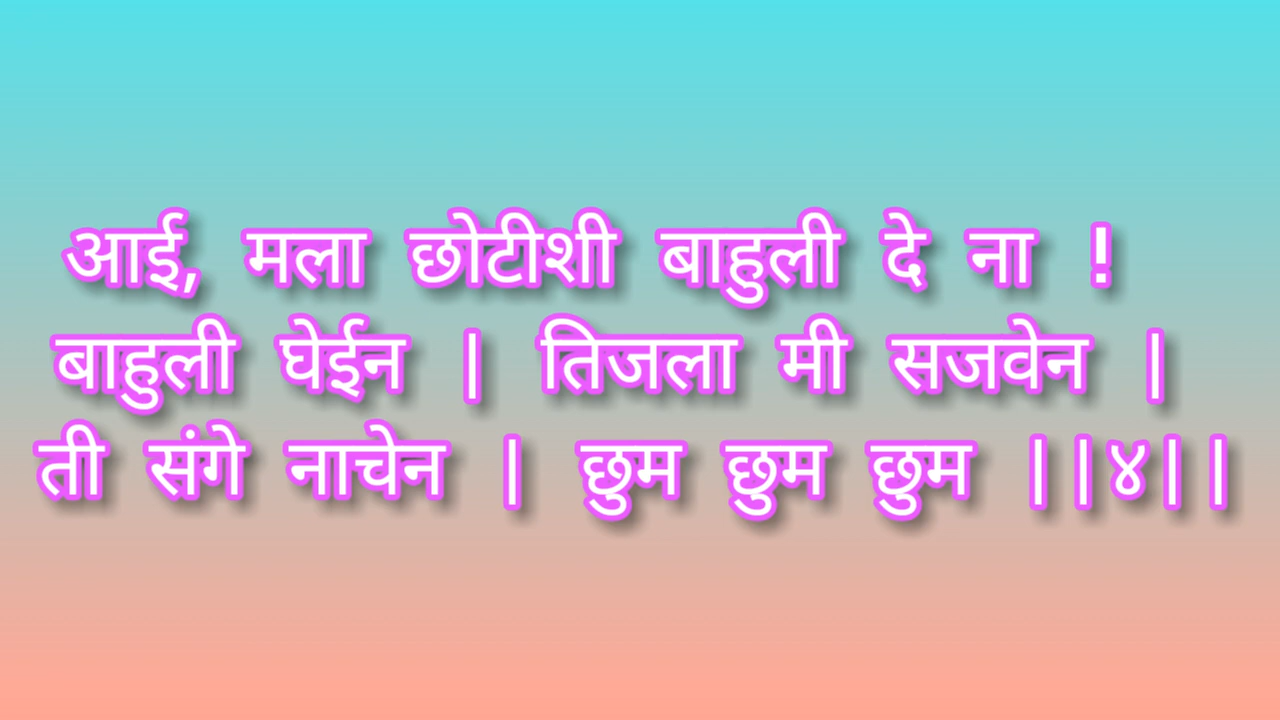 आई, मला छोटीशी बाहुली दे ना !
बाहुली घेईन | तिजला मी सजवेन |
ती संगे नाचेन | छुम छुम छुम ||४||